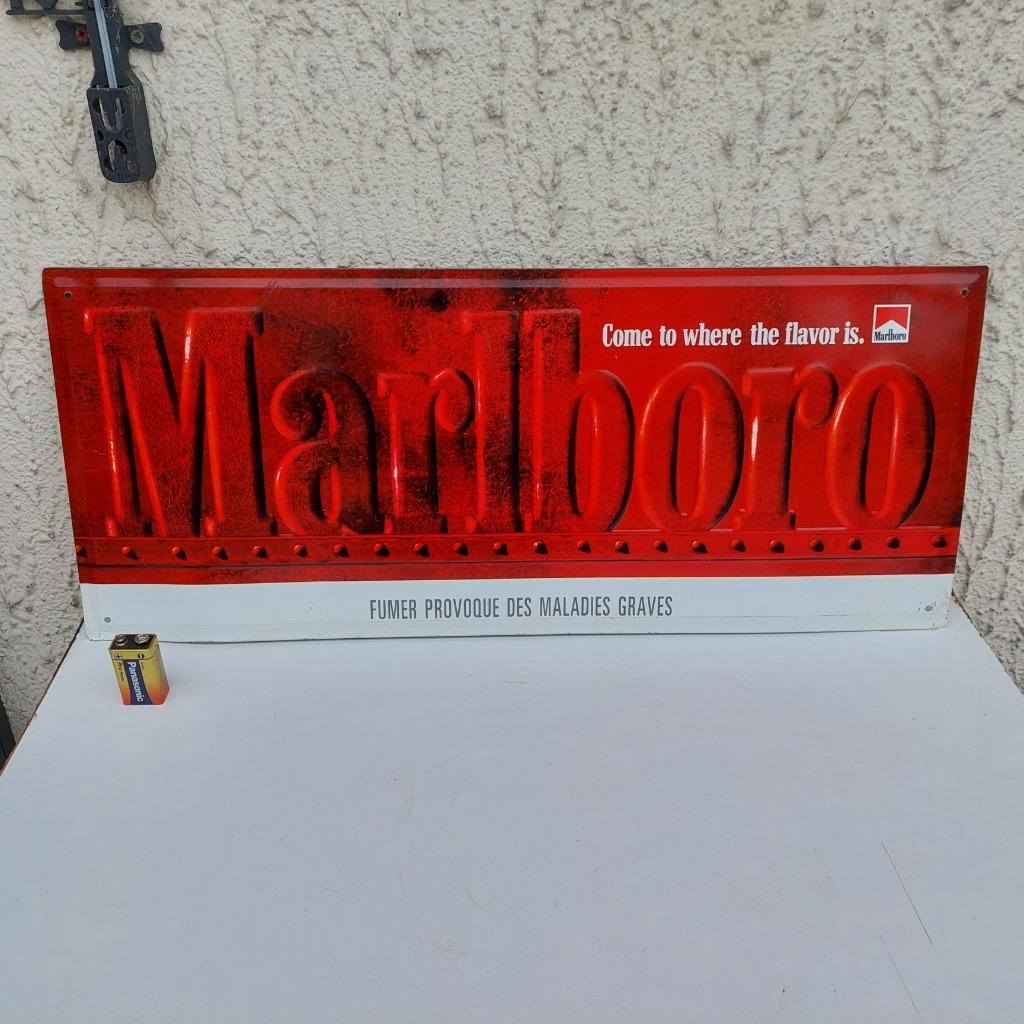 Come to where the flavor is.
Marlboro
Marlboro
FUMER PROVOQUE DES MALADIES GRAVES
Panasonic